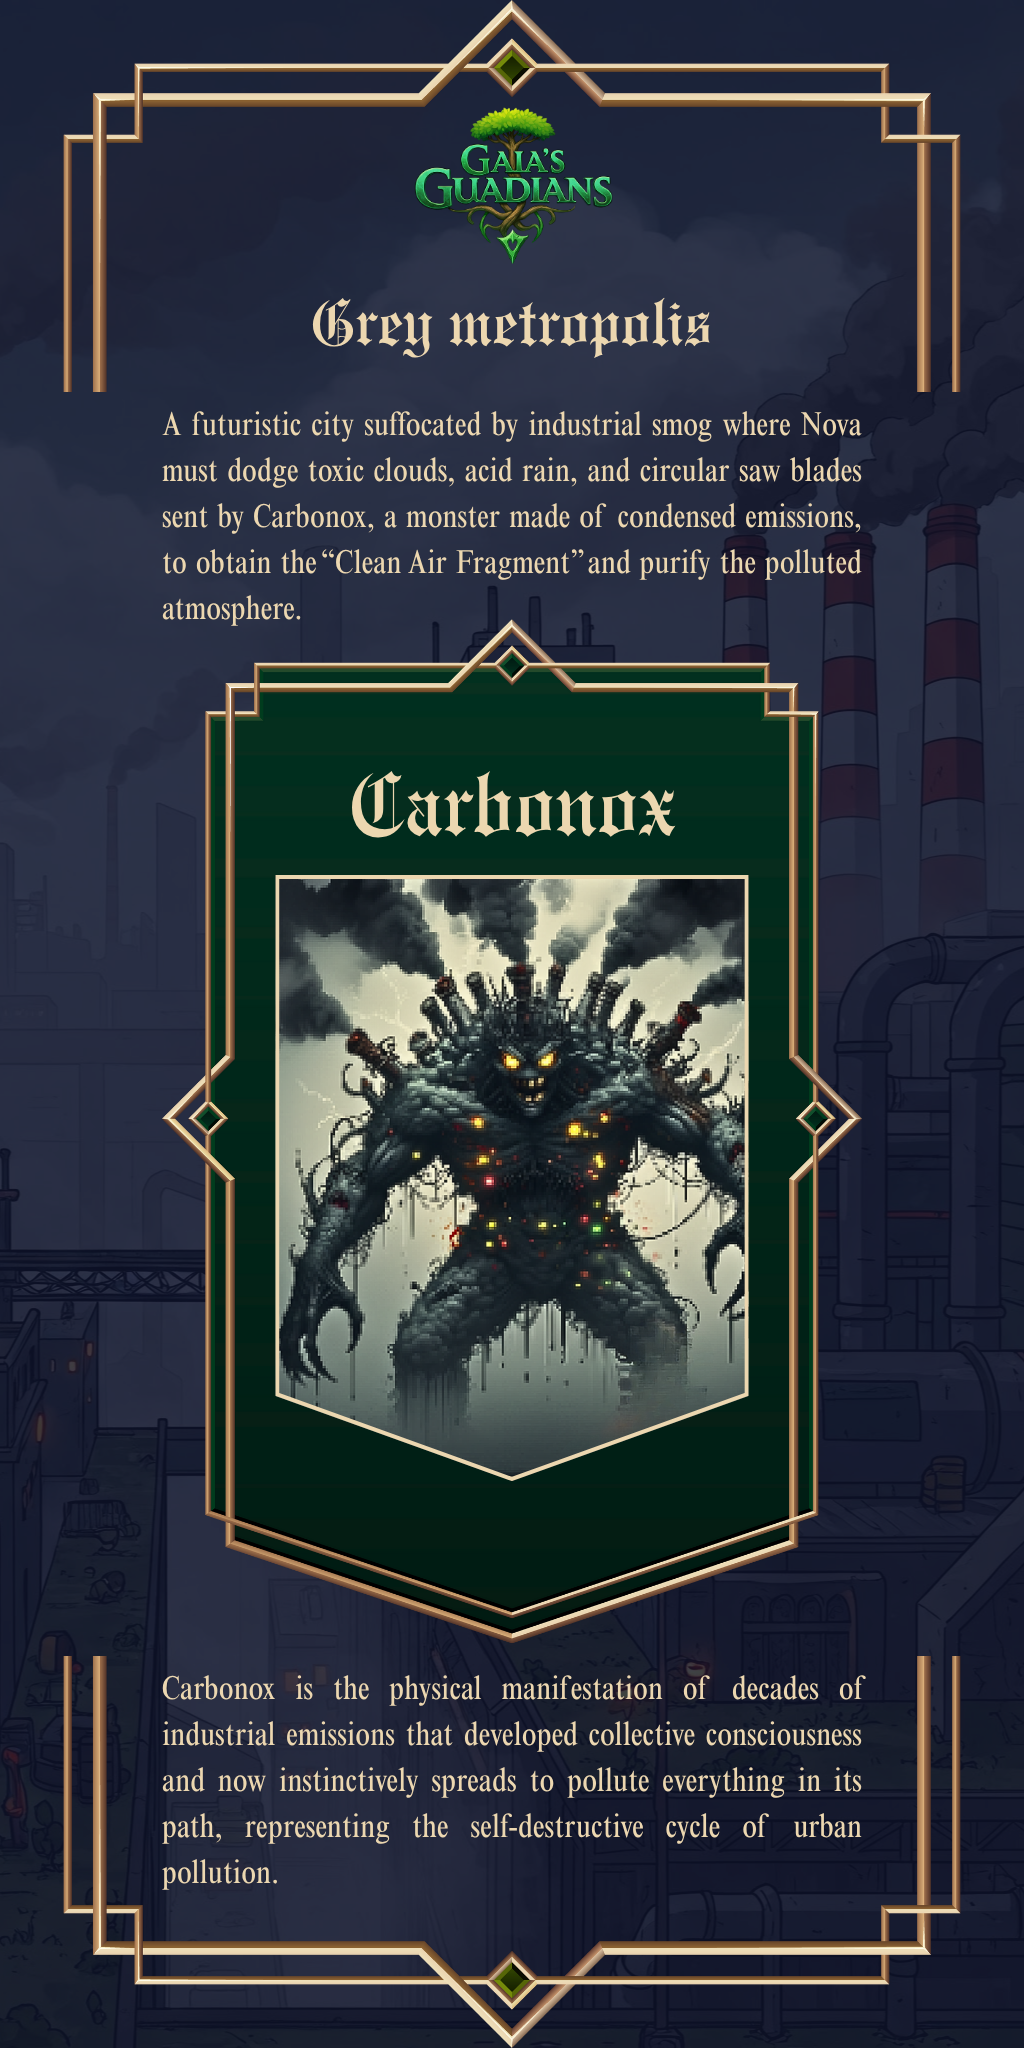 GAIA'S
GUADIANS
Grey metropolis
A futuristic city suffocated by industrial smog where Nova
must dodge toxic clouds, acid rain, and circular saw blades
sent by Carbonox, a monster made of condensed emissions,
to obtain the “Clean Air Fragment” and purify the polluted
atmosphere.
Carbonox
Carbonox is the physical manifestation of decades of
industrial emissions that developed collective consciousness
and now instinctively spreads to pollute everything in its
path, representing the self-destructive cycle of urban
pollution.